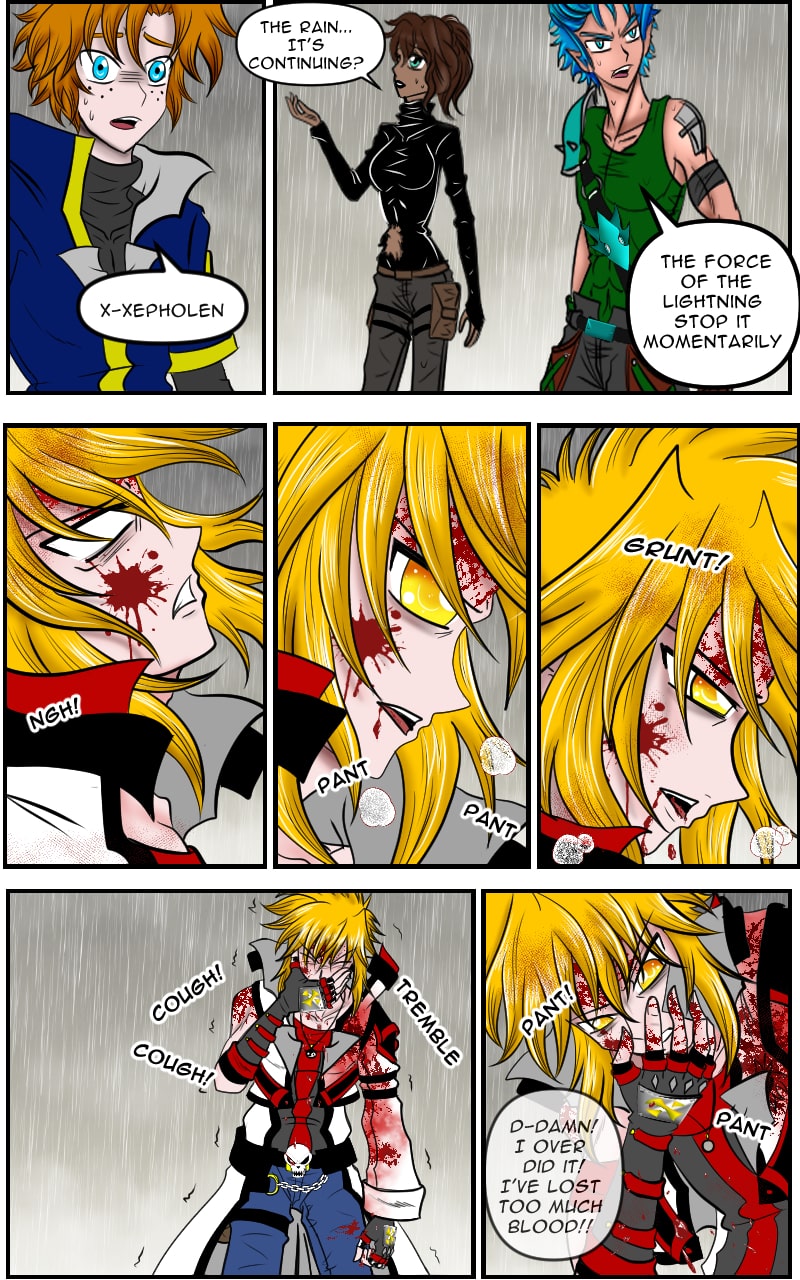 X-XEPHOLEN
THE RAIN...
IT'S
CONTINUING?
THE FORCE
OF THE
LIGHTNING
STOP IT
MOMENTARILY
NGH!
PANT
PANT
GRUNT!
COUGH!
COUGH!
TREMBLE
PANT!
PANT
D-DAMN!
I OVER
DID IT!
I'VE LOST
TOO MUCH
BLOOD!!